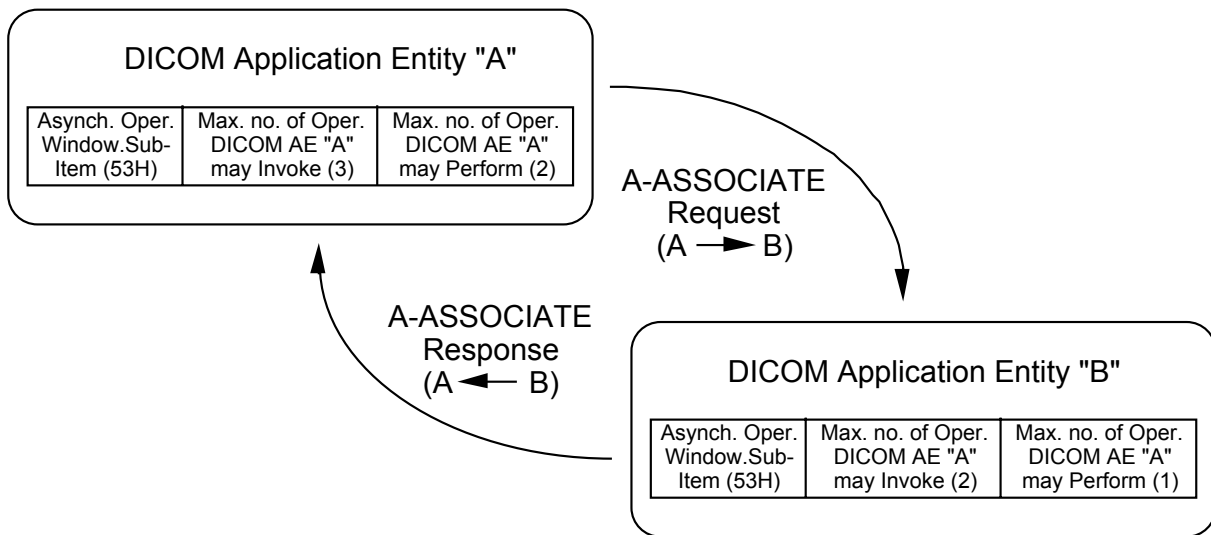 DICOM Application Entity "A"
Asynch. Oper.
Window.Sub-
Item (53H)
Max. no. of Oper.
DICOM AE "A"
may Invoke (3)
Max. no. of Oper.
DICOM AE "A"
may Perform (2)
A-ASSOCIATE
Request
(A B)
A-ASSOCIATE
Response
(A B)
DICOM Application Entity "B"
Asynch. Oper.
Window.Sub-
Item (53H)
Max. no. of Oper.
DICOM AE "A"
may Invoke (2)
Max. no. of Oper.
DICOM AE "A"
may Perform (1)